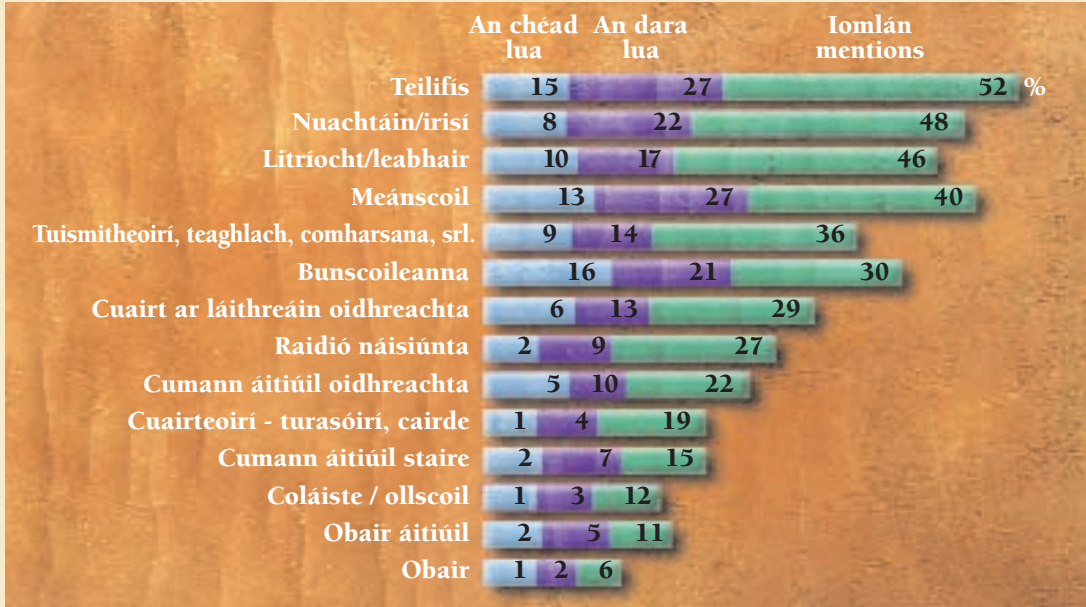 An chéad An dara Iomlán
lua lua mentions
Teilifís 15 27 52 %
Nuachtáin/irisí 8 22 48
Litríocht/leabhair 10 17 46
Meánscoil 13 27 40
Tuismitheoirí, teaghlach, comharsana, srl. 9 14 36
Bunscoileanna 16 21 30
Cuairt ar láithreáin oidhreachta 6 13 29
Raidió náisiúnta 2 9 27
Cumann áitiúil oidhreachta 5 10 22
Cuairteoirí - turasóirí, cairde 1 4 19
Cumann áitiúil staire 2 7 15
Coláiste / ollscoil 1 3 12
Obair áitiúil 2 5 11
Obair 1 2 6